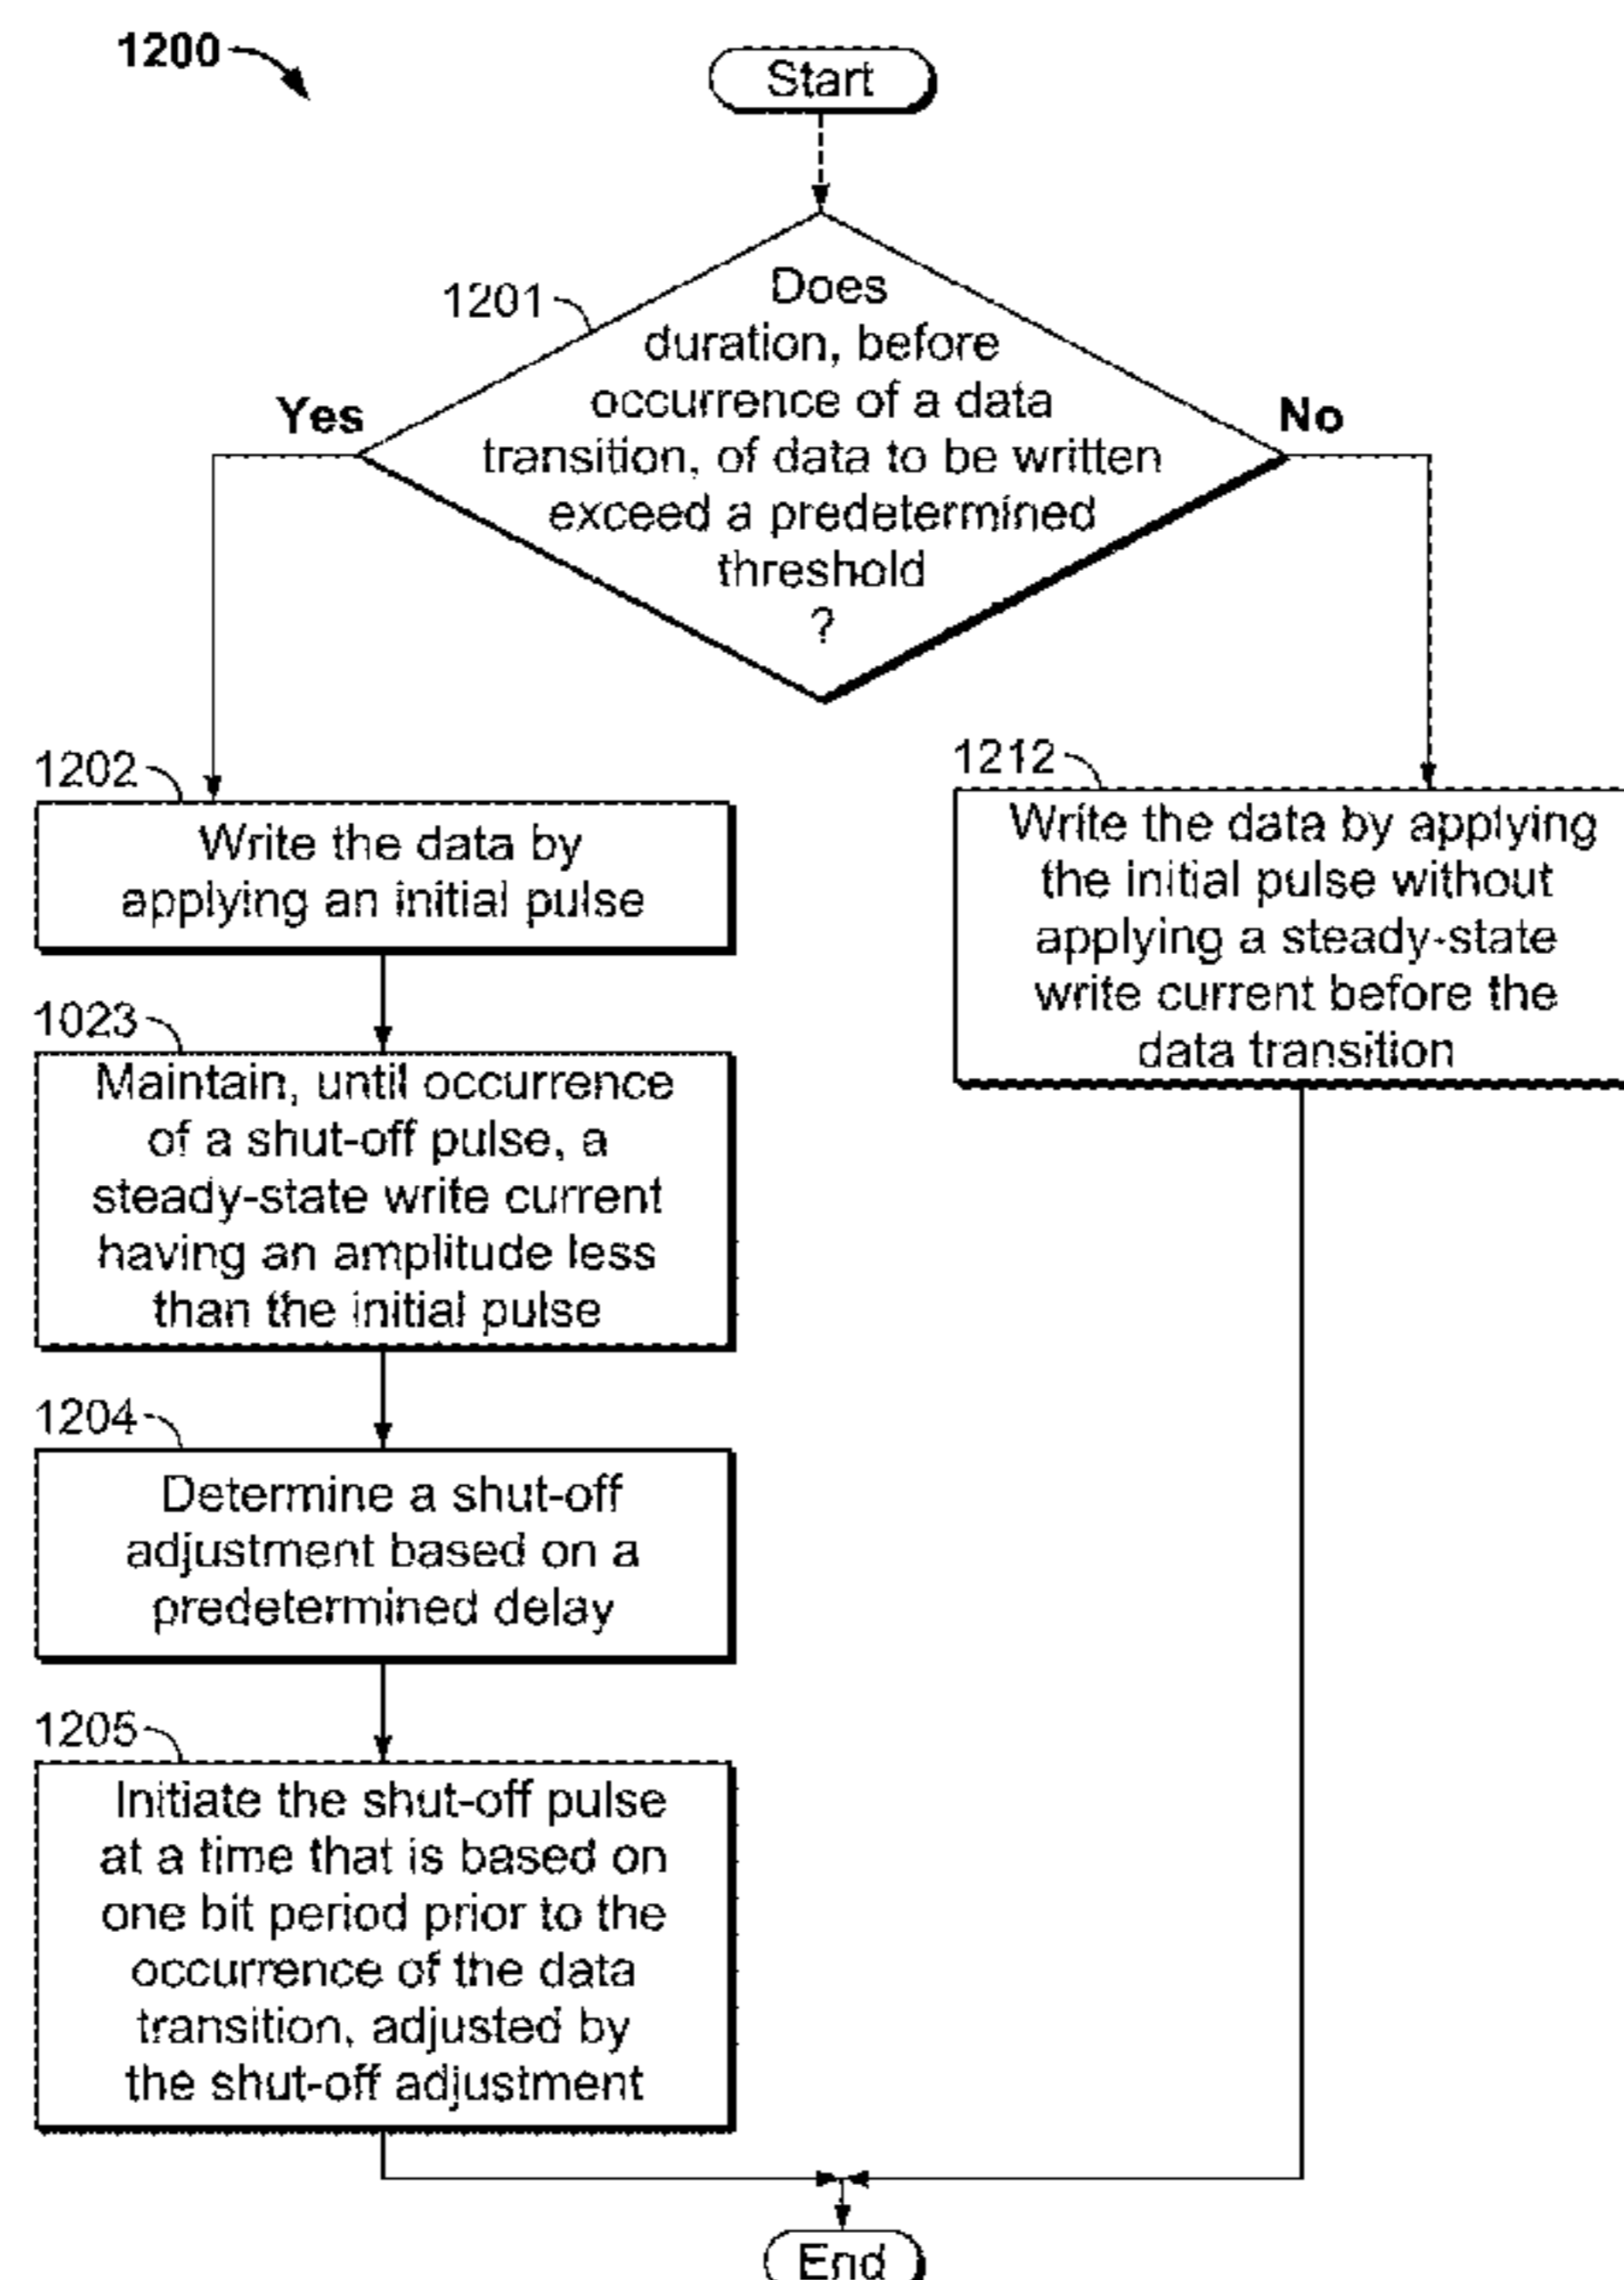 1200
Start
1201
Does
duration, before
occurrence of a data
transition, of data to be written
exceed a predetermined
threshold
?
Yes
No
1202
Write the data by
applying an initial pulse
1212
Write the data by applying
the initial pulse without
applying a steady-state
write current before the
data transition
1023
Maintain, until occurrence
of a shut-off pulse, a
steady-state write current
having an amplitude less
than the initial pulse
1204
Determine a shut-off
adjustment based on a
predetermined delay
1205
Initiate the shut-off pulse
at a time that is based on
one bit period prior to the
occurrence of the data
transition, adjusted by
the shut-off adjustment
End